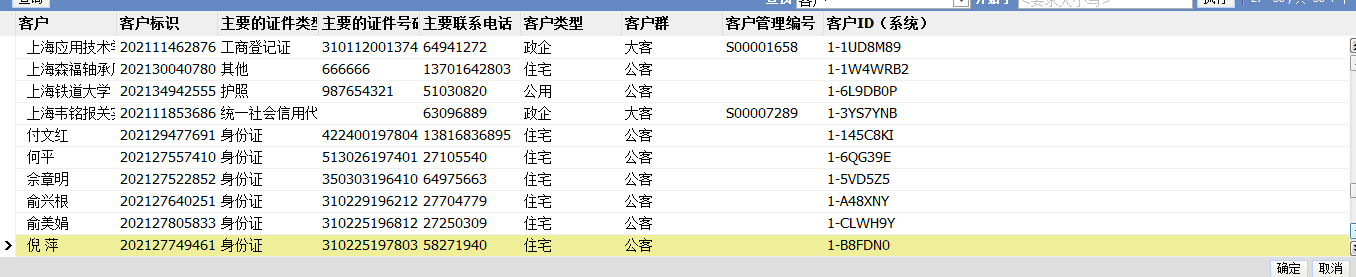 客户 客户标识 主要的证件类型 主要的证件号码 主要联系电话 客户类型 客户群 客户管理编号 客户ID（系统）
上海应用技术 202111462876 工商登记证 310112001374 64941272 政企 大客 S00001658 1-1UD8M89
上海森福轴承 202130040780 其他 666666 13701642803 住宅 公客 1-1W4WRB2
上海铁道大学 202134942555 护照 987654321 51030820 公用 公客 1-6L9DB0P
上海韦铭报关 202111853686 统一社会信用代 63096889 政企 大客 S00007289 1-3YS7YNB
付文红 202129477691 身份证 422400197804 13816836895 住宅 公客 1-145C8KI
何平 202127557410 身份证 513026197401 27105540 住宅 公客 1-6QG39E
佘章明 202127522852 身份证 350303196410 64975663 住宅 公客 1-5VD5Z5
俞兴根 202127640251 身份证 310229196212 27704779 住宅 公客 1-A48XNY
俞美娟 202127805833 身份证 310225196812 27250309 住宅 公客 1-CLWH9Y
倪 萍 202127749461 身份证 310225197803 58271940 住宅 公客 1-B8FDN0
确定 取消